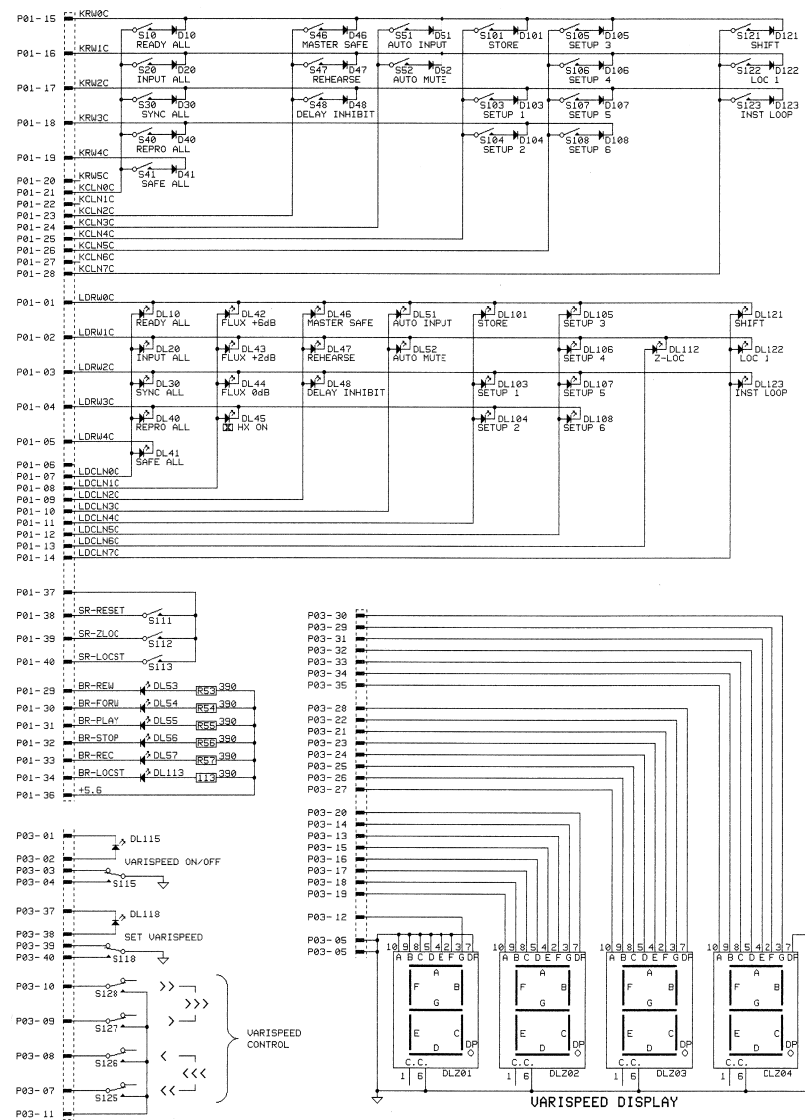 P01-15 KRW0C
S10 D10 S46 D46 S51 D51 S101 D101 S105 D105 S121 D121
READY ALL MASTER SAFE AUTO INPUT STORE SETUP 3 SHIFT
P01-16 KRW1C
S20 D20 S47 D47 S52 D52 S106 D106 S122 D122
INPUT ALL REHERSE AUTO MUTE SETUP 4 LOC 1
P01-17 KRW2C
S30 D30 S48 D48 S103 D103 S107 D107 S123 D123
SYNC ALL DELAY INHIBIT SETUP 1 SETUP 5 INST LOOP
P01-18 KRW3C
S40 D40 S104 D104 S108 D108
REPRO ALL SETUP 2 SETUP 6
P01-19 KRW4C
S41 D41
SAFE ALL
P01-20 KRW5C
P01-21 KCLN0C
P01-22 KCLN1C
P01-23 KCLN2C
P01-24 KCLN3C
P01-25 KCLN4C
P01-26 KCLN5C
P01-27 KCLN6C
P01-28 KCLN7C
P01-01 LDRW0C
DL10 DL42 DL46 DL51 DL101 DL105 DL121
READY ALL FLUX +6dB MASTER SAFE AUTO INPUT STORE SETUP 3 SHIFT
P01-02 LDRW1C
DL20 DL43 DL47 DL52 DL106 DL112 DL122
INPUT ALL FLUX +2dB REHERSE AUTO MUTE SETUP 4 Z-LOC LOC 1
P01-03 LDRW2C
DL30 DL44 DL48 DL103 DL107 DL123
SYNC ALL FLUX 0dB DELAY INHIBIT SETUP 1 SETUP 5 INST LOOP
P01-04 LDRW3C
DL40 DL45 DL104 DL108
REPRO ALL HX ON SETUP 2 SETUP 6
P01-05 LDRW4C
DL41
SAFE ALL
P01-06
P01-07 LDCLN0C
P01-08 LDCLN1C
P01-09 LDCLN2C
P01-10 LDCLN3C
P01-11 LDCLN4C
P01-12 LDCLN5C
P01-13 LDCLN6C
P01-14 LDCLN7C
P01-37
P01-38 SR-RESET
S111
P01-39 SR-ZLOC
S112
P01-40 SR-LOCST
S113
P01-29 BR-REW DL53 R53 390
P01-30 BR-FORW DL54 R54 390
P01-31 BR-PLAY DL55 R55 390
P01-32 BR-STOP DL56 R56 390
P01-33 BR-REC DL57 R57 390
P01-34 BR-LOCST DL113 113 390
P01-36 +5.6
P03-01
DL115
P03-02 VARISPEED ON/OFF
P03-03
P03-04 S115
P03-37
DL118
P03-38 SET VARISPEED
P03-39
P03-40 S118
P03-10 >>
S128 >>>
P03-09 >
S127
VARISPEED
CONTROL
P03-08 <
S126 <<<
P03-07 <<
S125
P03-11
P03-30
P03-29
P03-31
P03-32
P03-33
P03-34
P03-35
P03-28
P03-22
P03-21
P03-23
P03-24
P03-25
P03-26
P03-27
P03-20
P03-14
P03-13
P03-15
P03-16
P03-17
P03-18
P03-19
P03-12
P03-05
P03-05
10 9 8 5 4 2 3 7 10 9 8 5 4 2 3 7 10 9 8 5 4 2 3 7 10 9 8 5 4 2 3 7
A B C D E F G DP A B C D E F G DP A B C D E F G DP A B C D E F G DP
A A A A
F B F B F B F B
G G G G
E C E C E C E C
D DP D DP D DP D DP
C.C. C.C. C.C. C.C.
1 6 DLZ01 1 6 DLZ02 1 6 DLZ03 1 6 DLZ04
VARISPEED DISPLAY